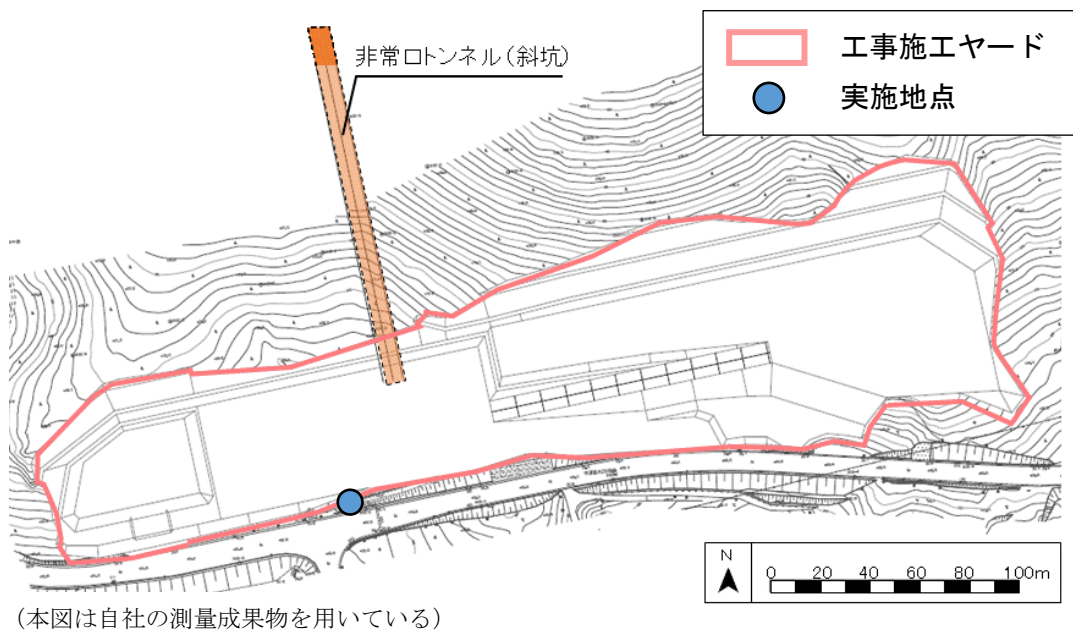 工事施工ヤード
実施地点
非常口トンネル(斜坑)
N
0 20 40 60 80 100m
(本図は自社の測量成果物を用いている)